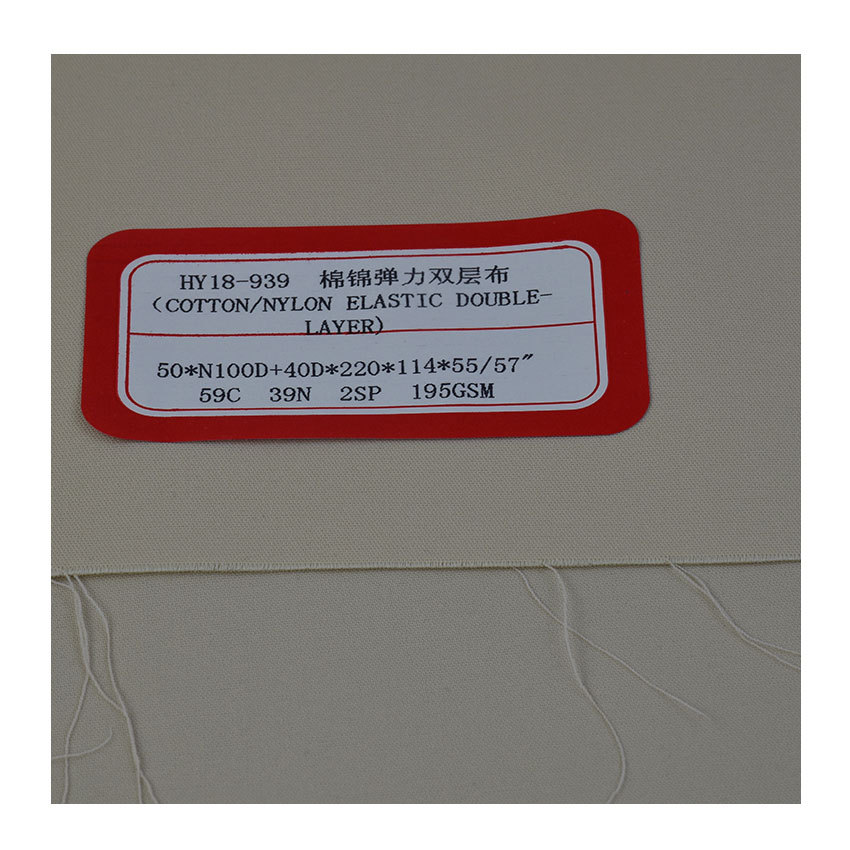 HY18-939 棉锦弹力双层布
(COTTON/NYLON ELASTIC DOUBLE-
LAYER)
50*N100D+40D*220*114*55/57″
59C 39N 2SP 195GSM